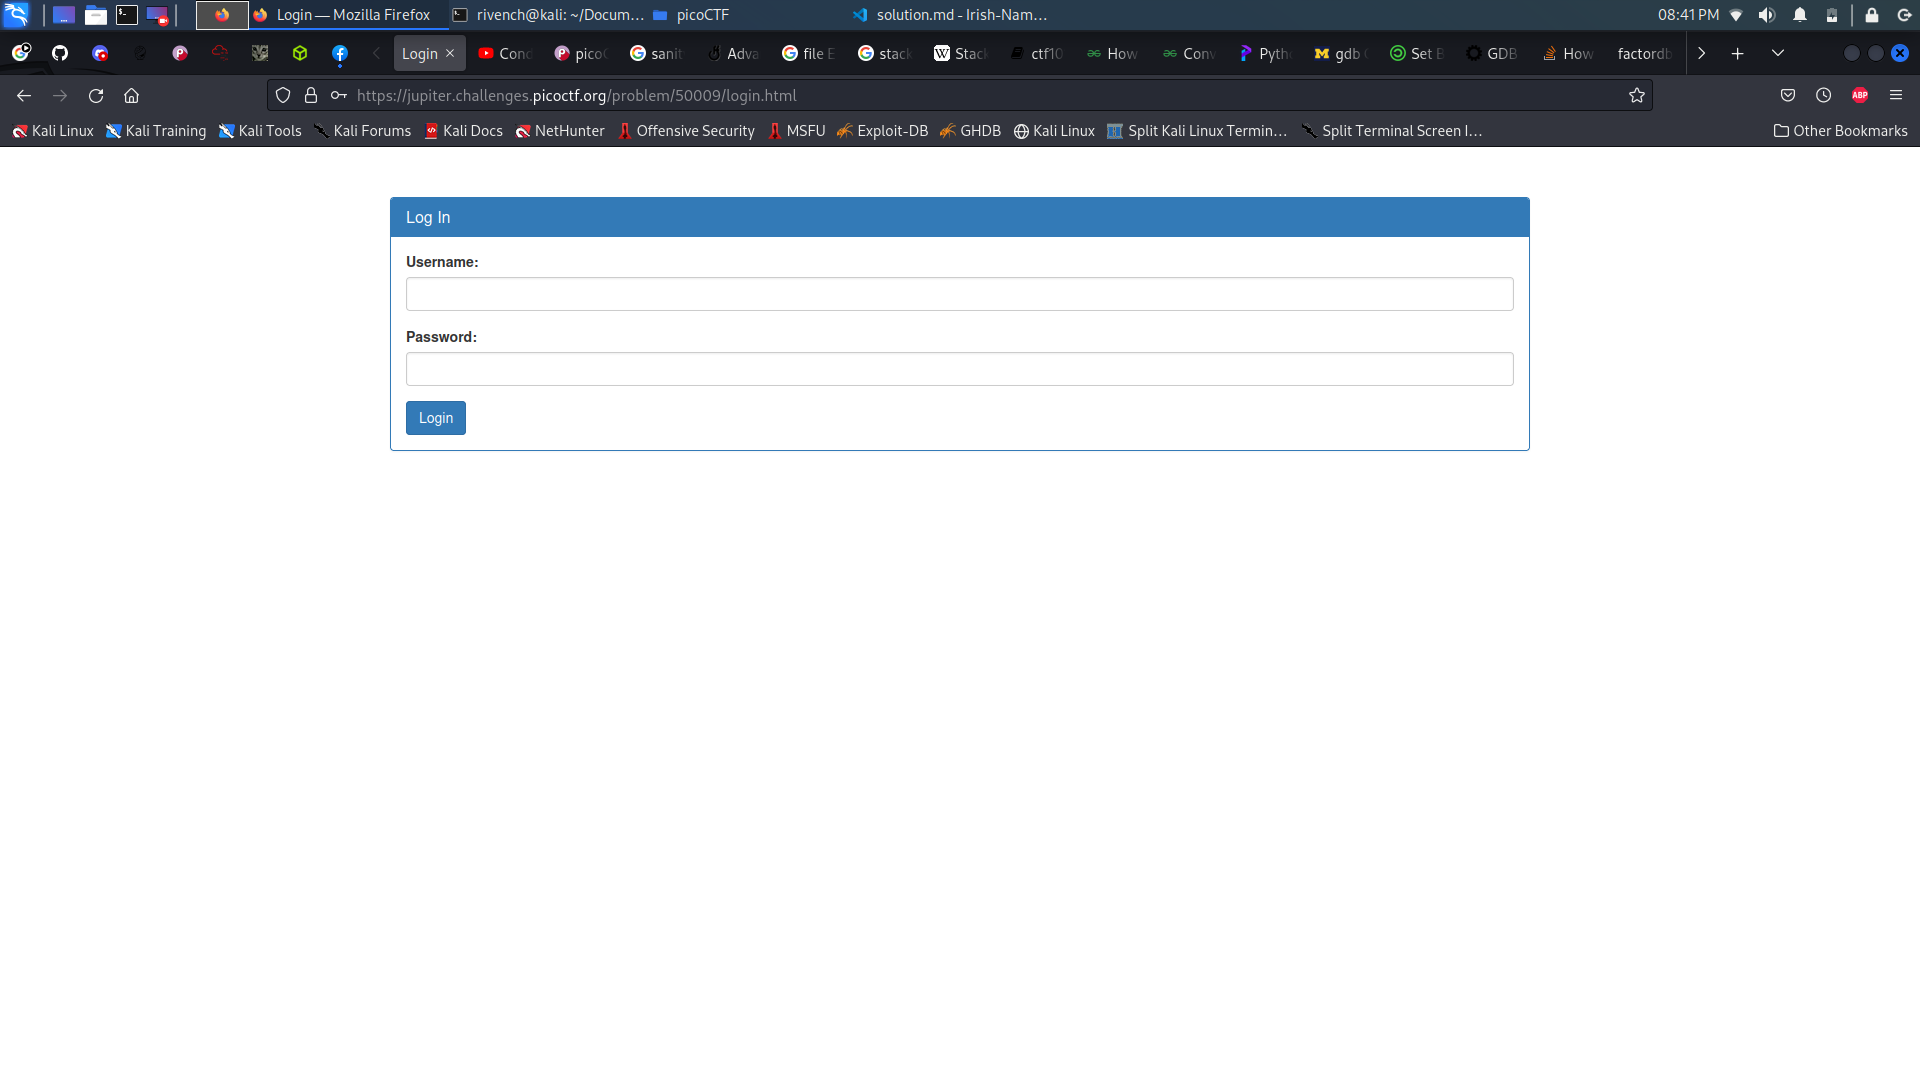 Login — Mozilla Firefox rivench@kali: ~/Docum... picoCTF solution.md - Irish-Nam... 08:41 PM
Login Conc pico sanit Adva file E stack Stack ctf10 How Conv Pyth gdb Set B GDB How factordb
https://jupiter.challenges.picoctf.org/problem/50009/login.html ABP
Kali Linux Kali Training Kali Tools Kali Forums Kali Docs NetHunter Offensive Security MSFU Exploit-DB GHDB Kali Linux Split Kali Linux Termin... Split Terminal Screen I... Other Bookmarks
Log In
Username:
Password:
Login